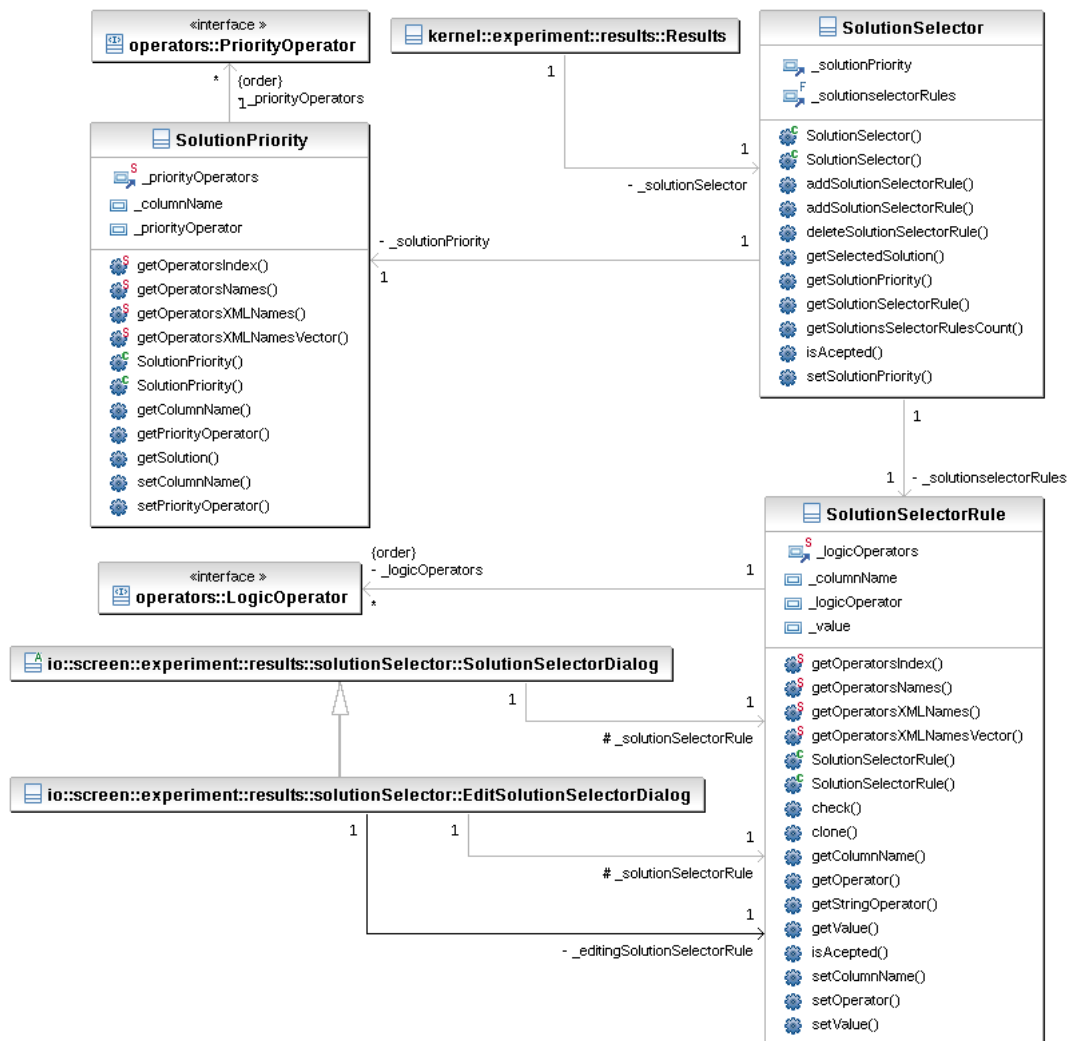 «interface »
operators::PriorityOperator
*
{order}
1
- _priorityOperators
SolutionPriority
S
_priorityOperators
_columnName
_priorityOperator
getOperatorsIndex()
getOperatorsNames()
getOperatorsXMLNames()
getOperatorsXMLNamesVector()
SolutionPriority()
SolutionPriority()
getColumnName()
getPriorityOperator()
getSolution()
setColumnName()
setPriorityOperator()
kernel::experiment::results::Results
1
1
- _solutionSelector
- _solutionPriority
1
1
SolutionSelector
_solutionPriority
F
_solutionselectorRules
SolutionSelector()
SolutionSelector()
addSolutionSelectorRule()
addSolutionSelectorRule()
deleteSolutionSelectorRule()
getSelectedSolution()
getSolutionPriority()
getSolutionSelectorRule()
getSolutionsSelectorRulesCount()
isAcepted()
setSolutionPriority()
1
1
- _solutionselectorRules
«interface »
operators::LogicOperator
{order}
- _logicOperators
*
1
io::screen::experiment::results::solutionSelector::SolutionSelectorDialog
1
1
# _solutionSelectorRule
io::screen::experiment::results::solutionSelector::EditSolutionSelectorDialog
1
1
1
# _solutionSelectorRule
1
- _editingSolutionSelectorRule
SolutionSelectorRule
S
_logicOperators
_columnName
_logicOperator
_value
getOperatorsIndex()
getOperatorsNames()
getOperatorsXMLNames()
getOperatorsXMLNamesVector()
SolutionSelectorRule()
SolutionSelectorRule()
check()
clone()
getColumnName()
getOperator()
getStringOperator()
getValue()
isAcepted()
setColumnName()
setOperator()
setValue()